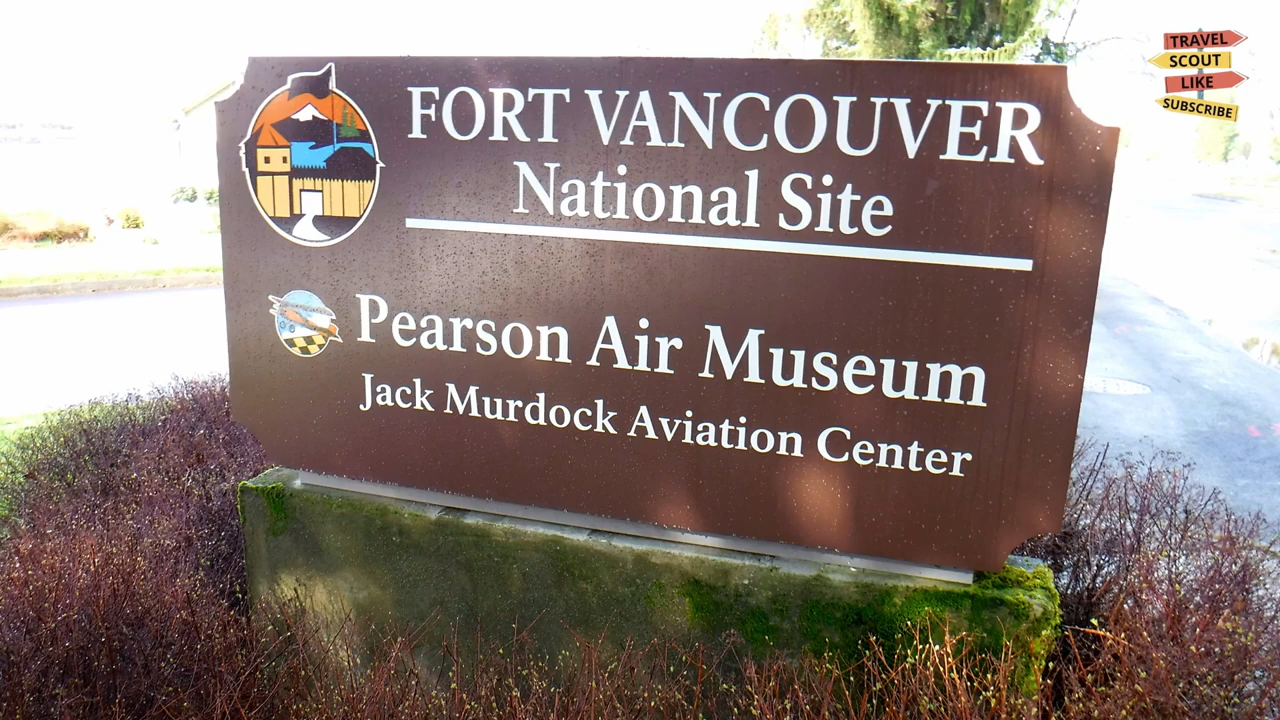 FORT VANCOUVER
National Site
Pearson Air Museum
Jack Murdock Aviation Center
TRAVEL
SCOUT
LIKE
SUBSCRIBE